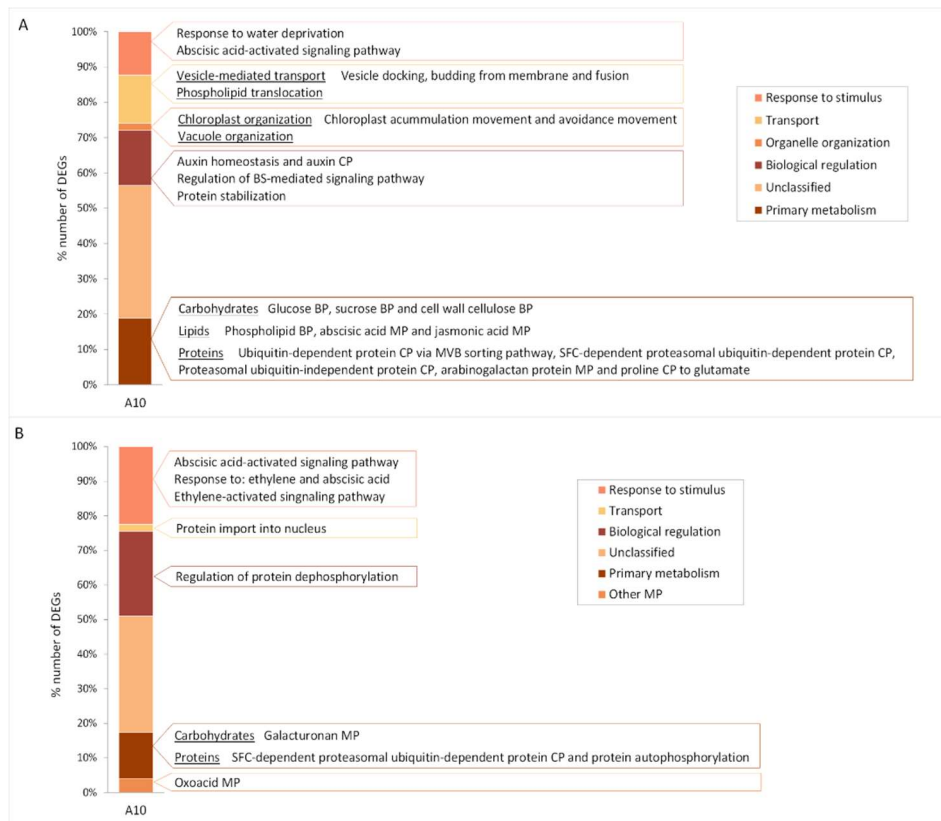 A
100%
90%
80%
70%
60%
50%
40%
30%
20%
10%
0%
% number of DEGs
A10
Response to water deprivation
Abscisic acid-activated signaling pathway
Vesicle-mediated transport Vesicle docking, budding from membrane and fusion
Phospholipid translocation
Chloroplast organization Chloroplast acummulation movement and avoidance movement
Vacuole organization
Auxin homeostasis and auxin CP
Regulation of BS-mediated signaling pathway
Protein stabilization
Carbohydrates Glucose BP, sucrose BP and cell wall cellulose BP
Lipids Phospholipid BP, abscisic acid MP and jasmonic acid MP
Proteins Ubiquitin-dependent protein CP via MVB sorting pathway, SFC-dependent proteasomal ubiquitin-dependent protein CP,
Proteasomal ubiquitin-independent protein CP, arabinogalactan protein MP and proline CP to glutamate
Response to stimulus
Transport
Organelle organization
Biological regulation
Unclassified
Primary metabolism
B
100%
90%
80%
70%
60%
50%
40%
30%
20%
10%
0%
% number of DEGs
A10
Abscisic acid-activated signaling pathway
Response to: ethylene and abscisic acid
Ethylene-activated singnaling pathway
Protein import into nucleus
Regulation of protein dephosphorylation
Carbohydrates Galacturonan MP
Proteins SFC-dependent proteasomal ubiquitin-dependent protein CP and protein autophosphorylation
Oxoacid MP
Response to stimulus
Transport
Biological regulation
Unclassified
Primary metabolism
Other MP